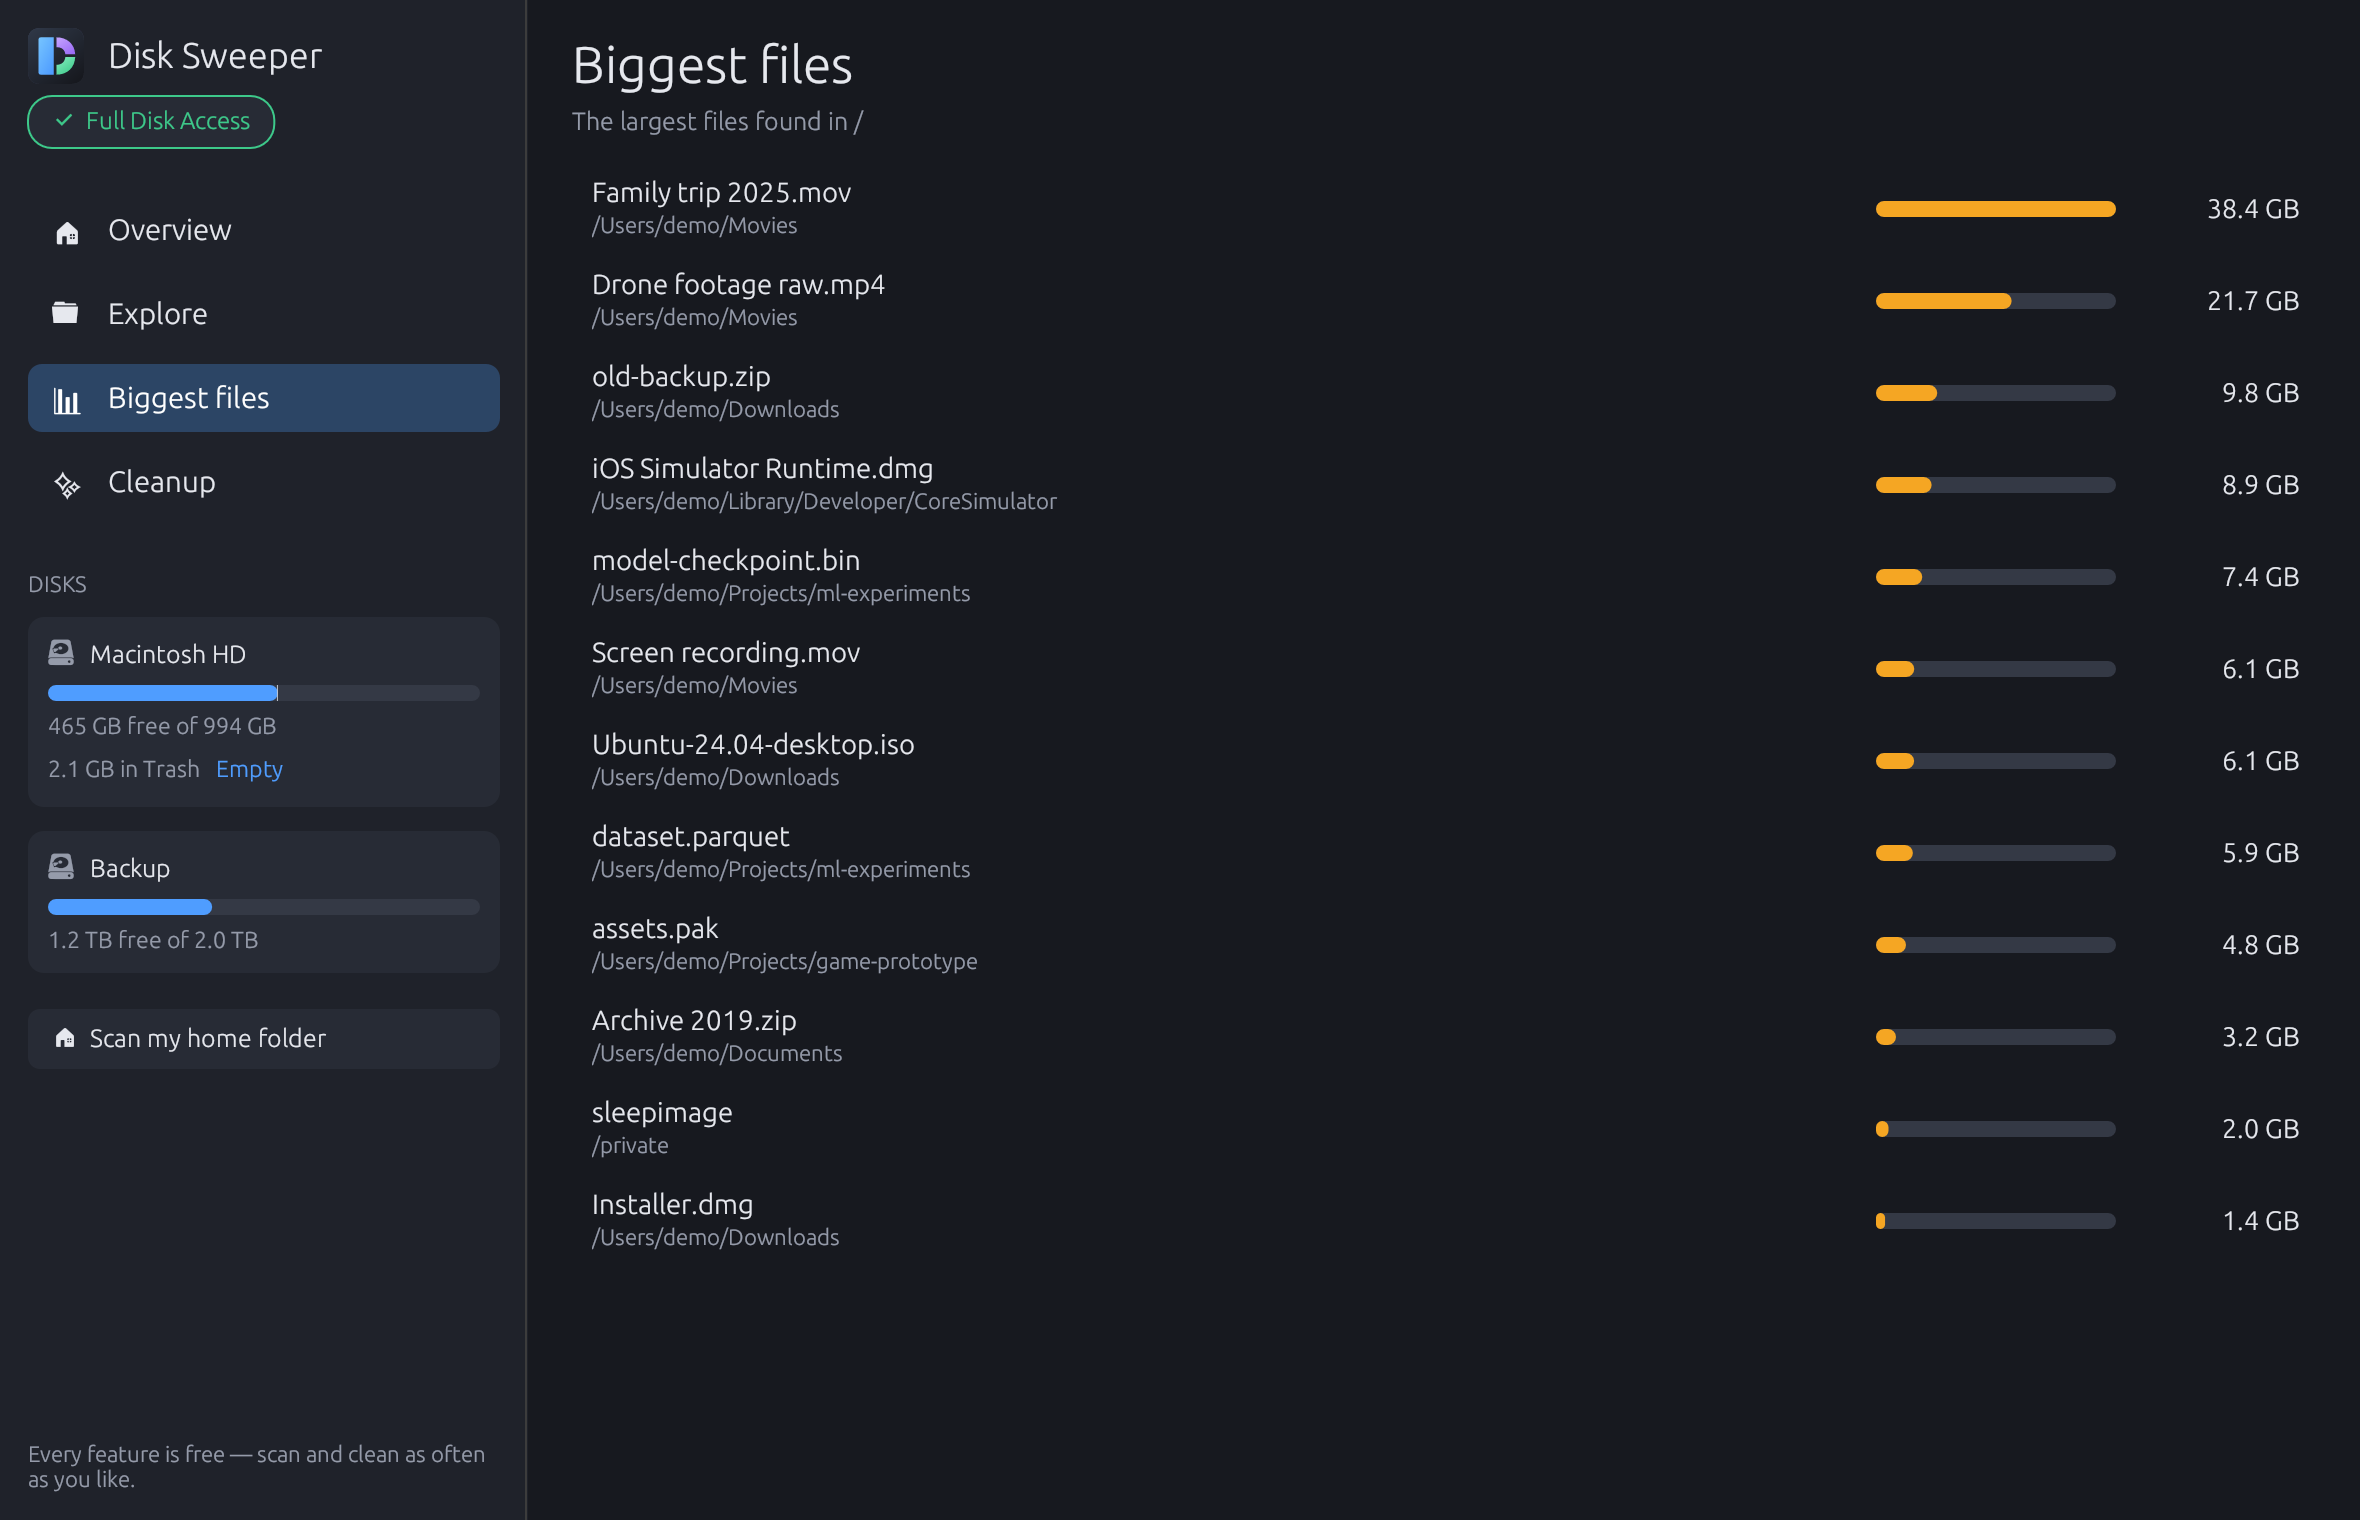 Disk Sweeper
Full Disk Access
Overview
Explore
Biggest files
Cleanup
DISKS
Macintosh HD
465 GB free of 994 GB
2.1 GB in Trash Empty
Backup
1.2 TB free of 2.0 TB
Scan my home folder
Every feature is free — scan and clean as often
as you like.
Biggest files
The largest files found in /
Family trip 2025.mov
/Users/demo/Movies
38.4 GB
Drone footage raw.mp4
/Users/demo/Movies
21.7 GB
old-backup.zip
/Users/demo/Downloads
9.8 GB
iOS Simulator Runtime.dmg
/Users/demo/Library/Developer/CoreSimulator
8.9 GB
model-checkpoint.bin
/Users/demo/Projects/ml-experiments
7.4 GB
Screen recording.mov
/Users/demo/Movies
6.1 GB
Ubuntu-24.04-desktop.iso
/Users/demo/Downloads
6.1 GB
dataset.parquet
/Users/demo/Projects/ml-experiments
5.9 GB
assets.pak
/Users/demo/Projects/game-prototype
4.8 GB
Archive 2019.zip
/Users/demo/Documents
3.2 GB
sleepimage
/private
2.0 GB
Installer.dmg
/Users/demo/Downloads
1.4 GB